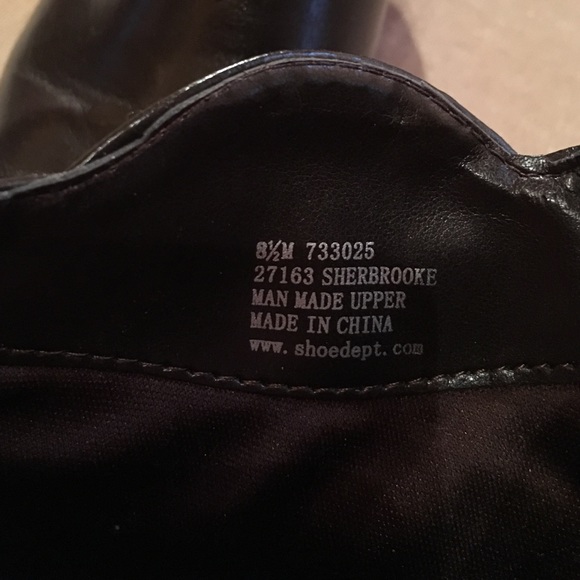 8½M 733025
27163 SHERBROOKE
MAN MADE UPPER
MADE IN CHINA
www.shoedept.com